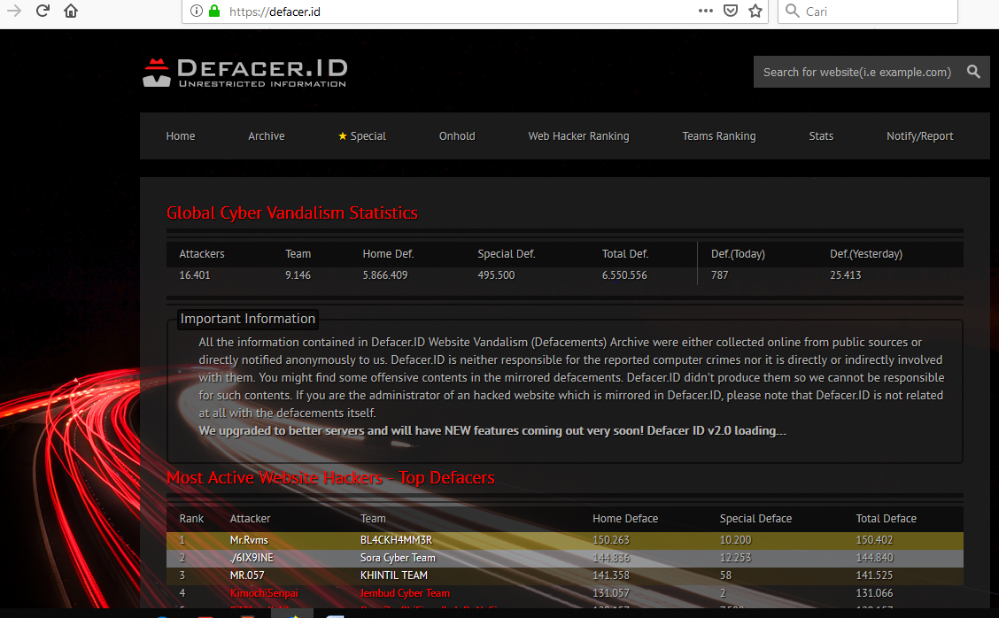 https://defacer.id
Cari
DEFACER.ID
UNRESTRICTED INFORMATION
Search for website(i.e example.com)
Home Archive ★ Special Onhold Web Hacker Ranking Teams Ranking Stats Notify/Report
Global Cyber Vandalism Statistics
Attackers Team Home Def. Special Def. Total Def. Def.(Today) Def.(Yesterday)
16.401 9.146 5.866.409 495.500 6.550.556 787 25.413
Important Information
All the information contained in Defacer.ID Website Vandalism (Defacements) Archive were either collected online from public sources or
directly notified anonymously to us. Defacer.ID is neither responsible for the reported computer crimes nor it is directly or indirectly involved
with them. You might find some offensive contents in the mirrored defacements. Defacer.ID didn't produce them so we cannot be responsible
for such contents. If you are the administrator of an hacked website which is mirrored in Defacer.ID, please note that Defacer.ID is not related
at all with the defacements itself.
We upgraded to better servers and will have NEW features coming out very soon! Defacer ID v2.0 loading...
Most Active Website Hackers - Top Defacers
Rank Attacker Team Home Deface Special Deface Total Deface
1 Mr.Rvms BL4CKH4MM3R 150.263 10.200 150.402
2 ./6IX9INE Sora Cyber Team 144.836 12.253 144.840
3 MR.057 KHINTIL TEAM 141.358 58 141.525
4 KimochiSenpai Jembud Cyber Team 131.057 2 131.066